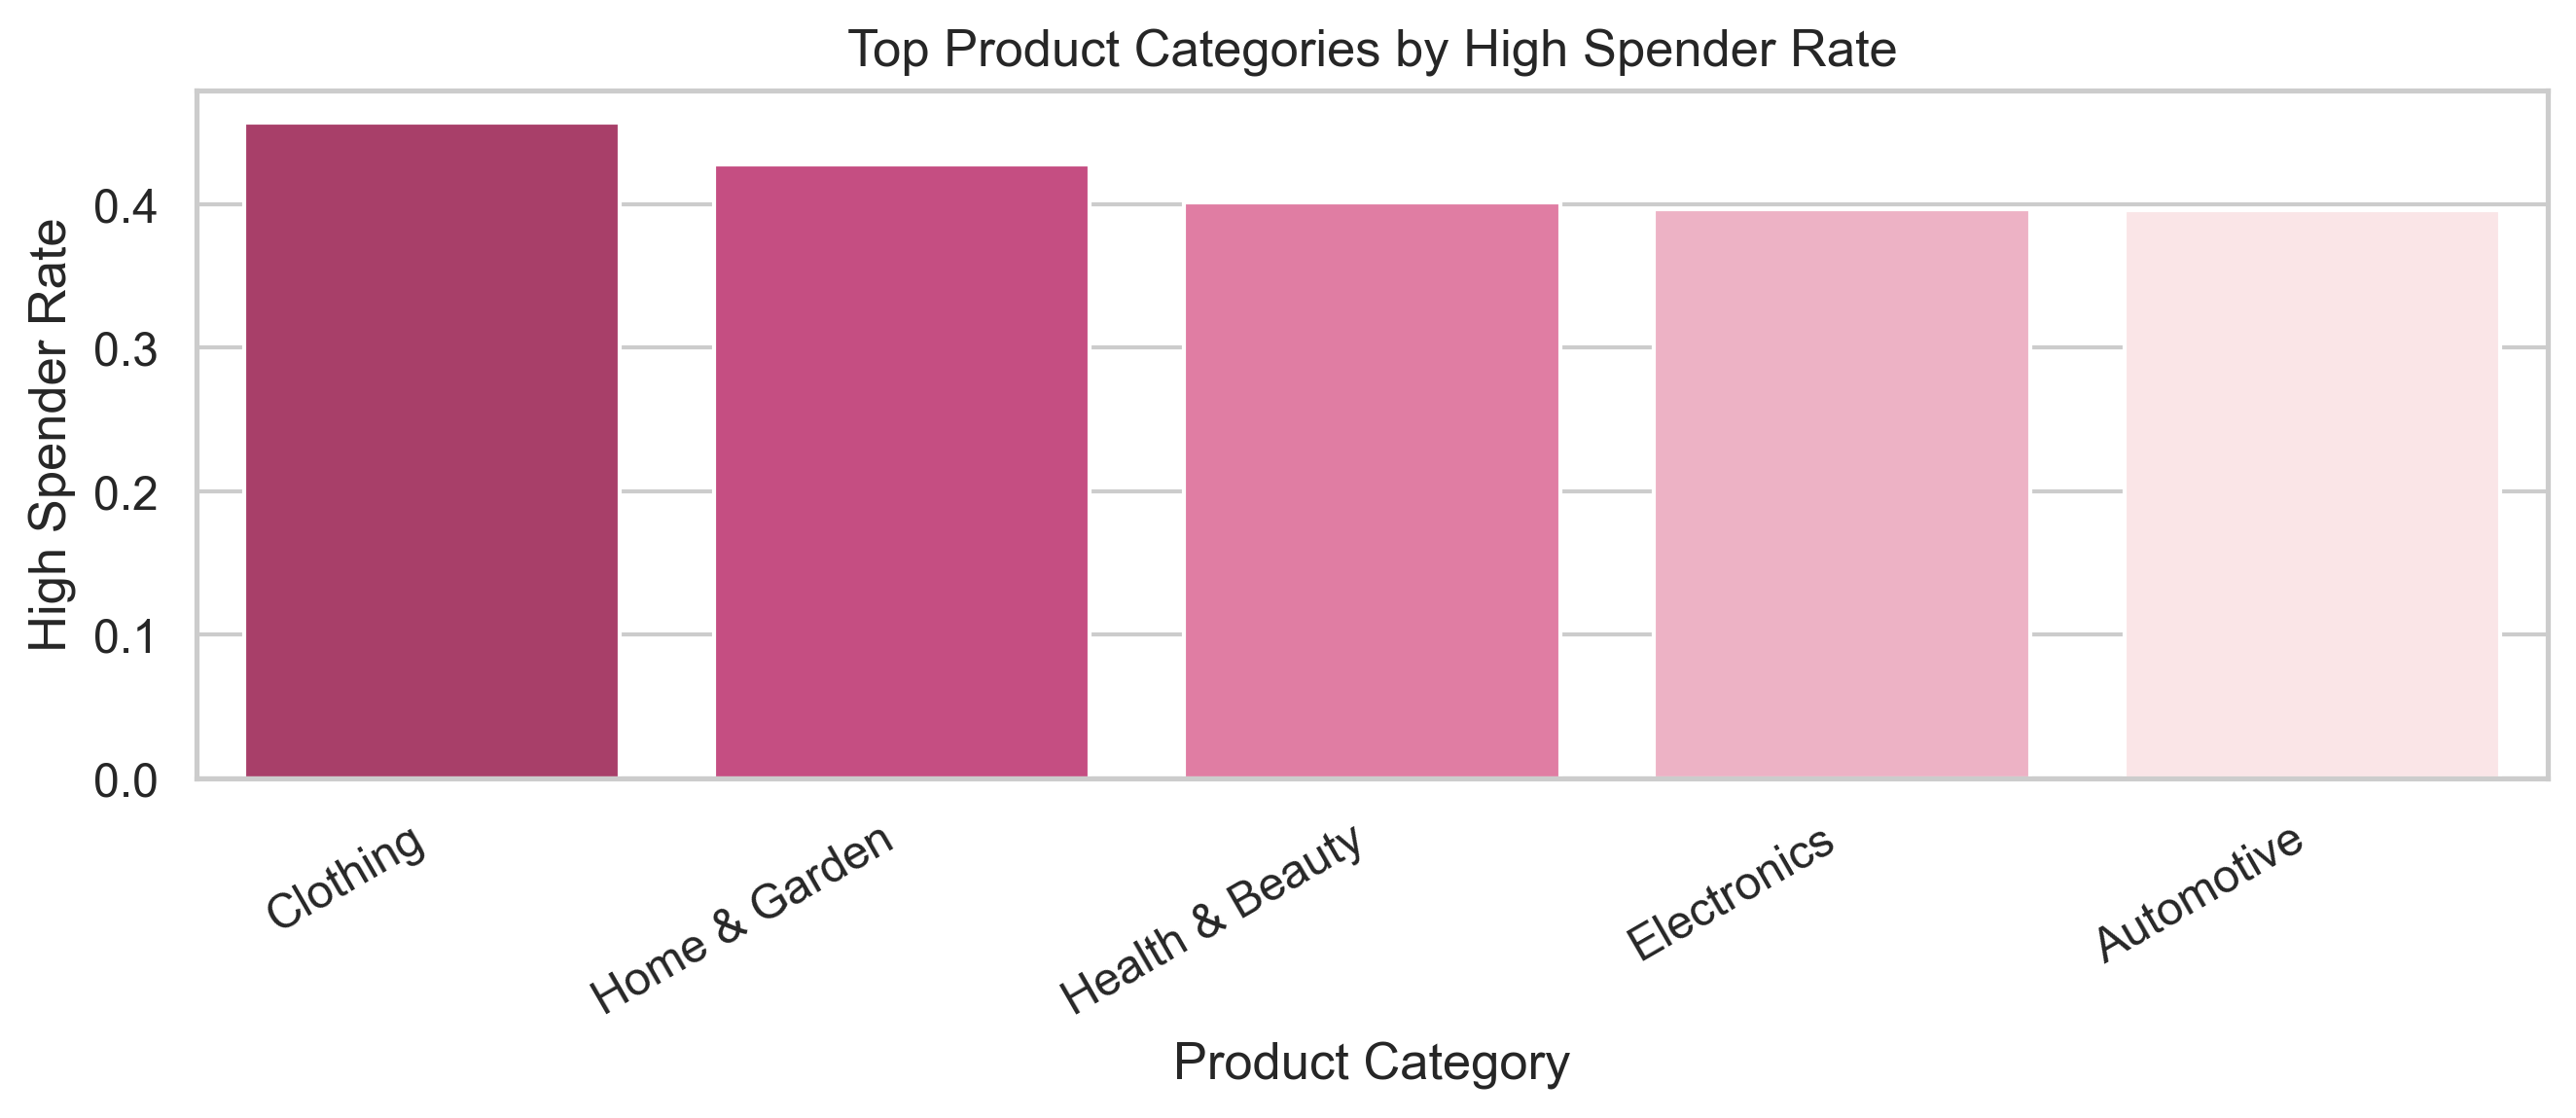 Top Product Categories by High Spender Rate
High Spender Rate
0.4
0.3
0.2
0.1
0.0
Clothing
Home & Garden
Health & Beauty
Electronics
Automotive
Product Category